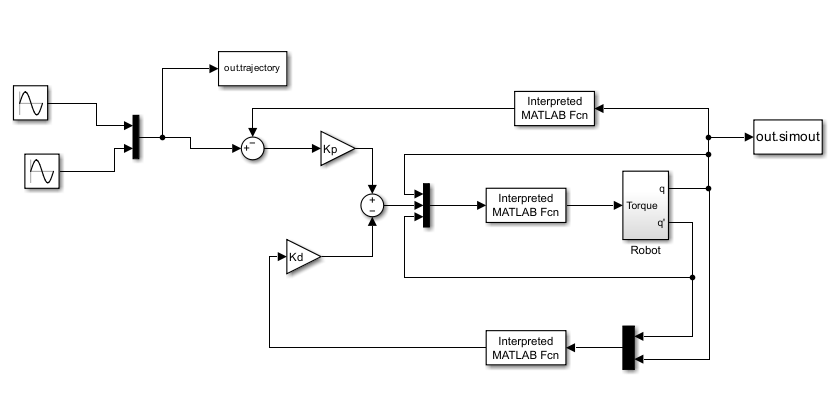 out.trajectory
Interpreted
MATLAB Fcn
out.simout
+
−
Kp
+
−
Interpreted
MATLAB Fcn
q
Torque
q'
Robot
Kd
Interpreted
MATLAB Fcn